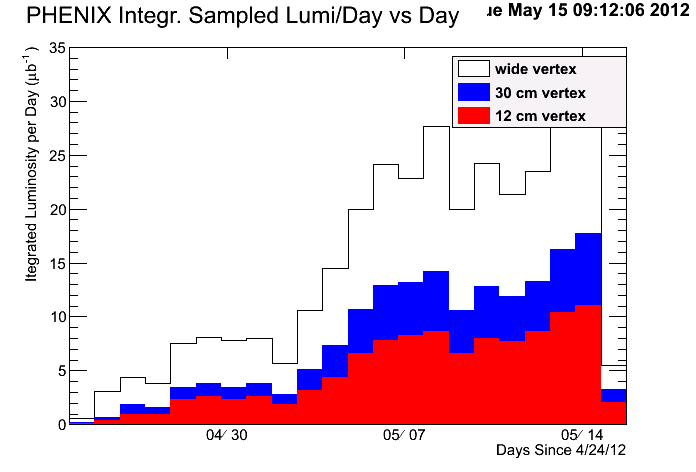 PHENIX Integr. Sampled Lumi/Day vs Day
ue May 15 09:12:06 2012
Itegrated Luminosity per Day (μb⁻¹)
35
30
25
20
15
10
5
0
wide vertex
30 cm vertex
12 cm vertex
04/30
05/07
05/14
Days Since 4/24/12